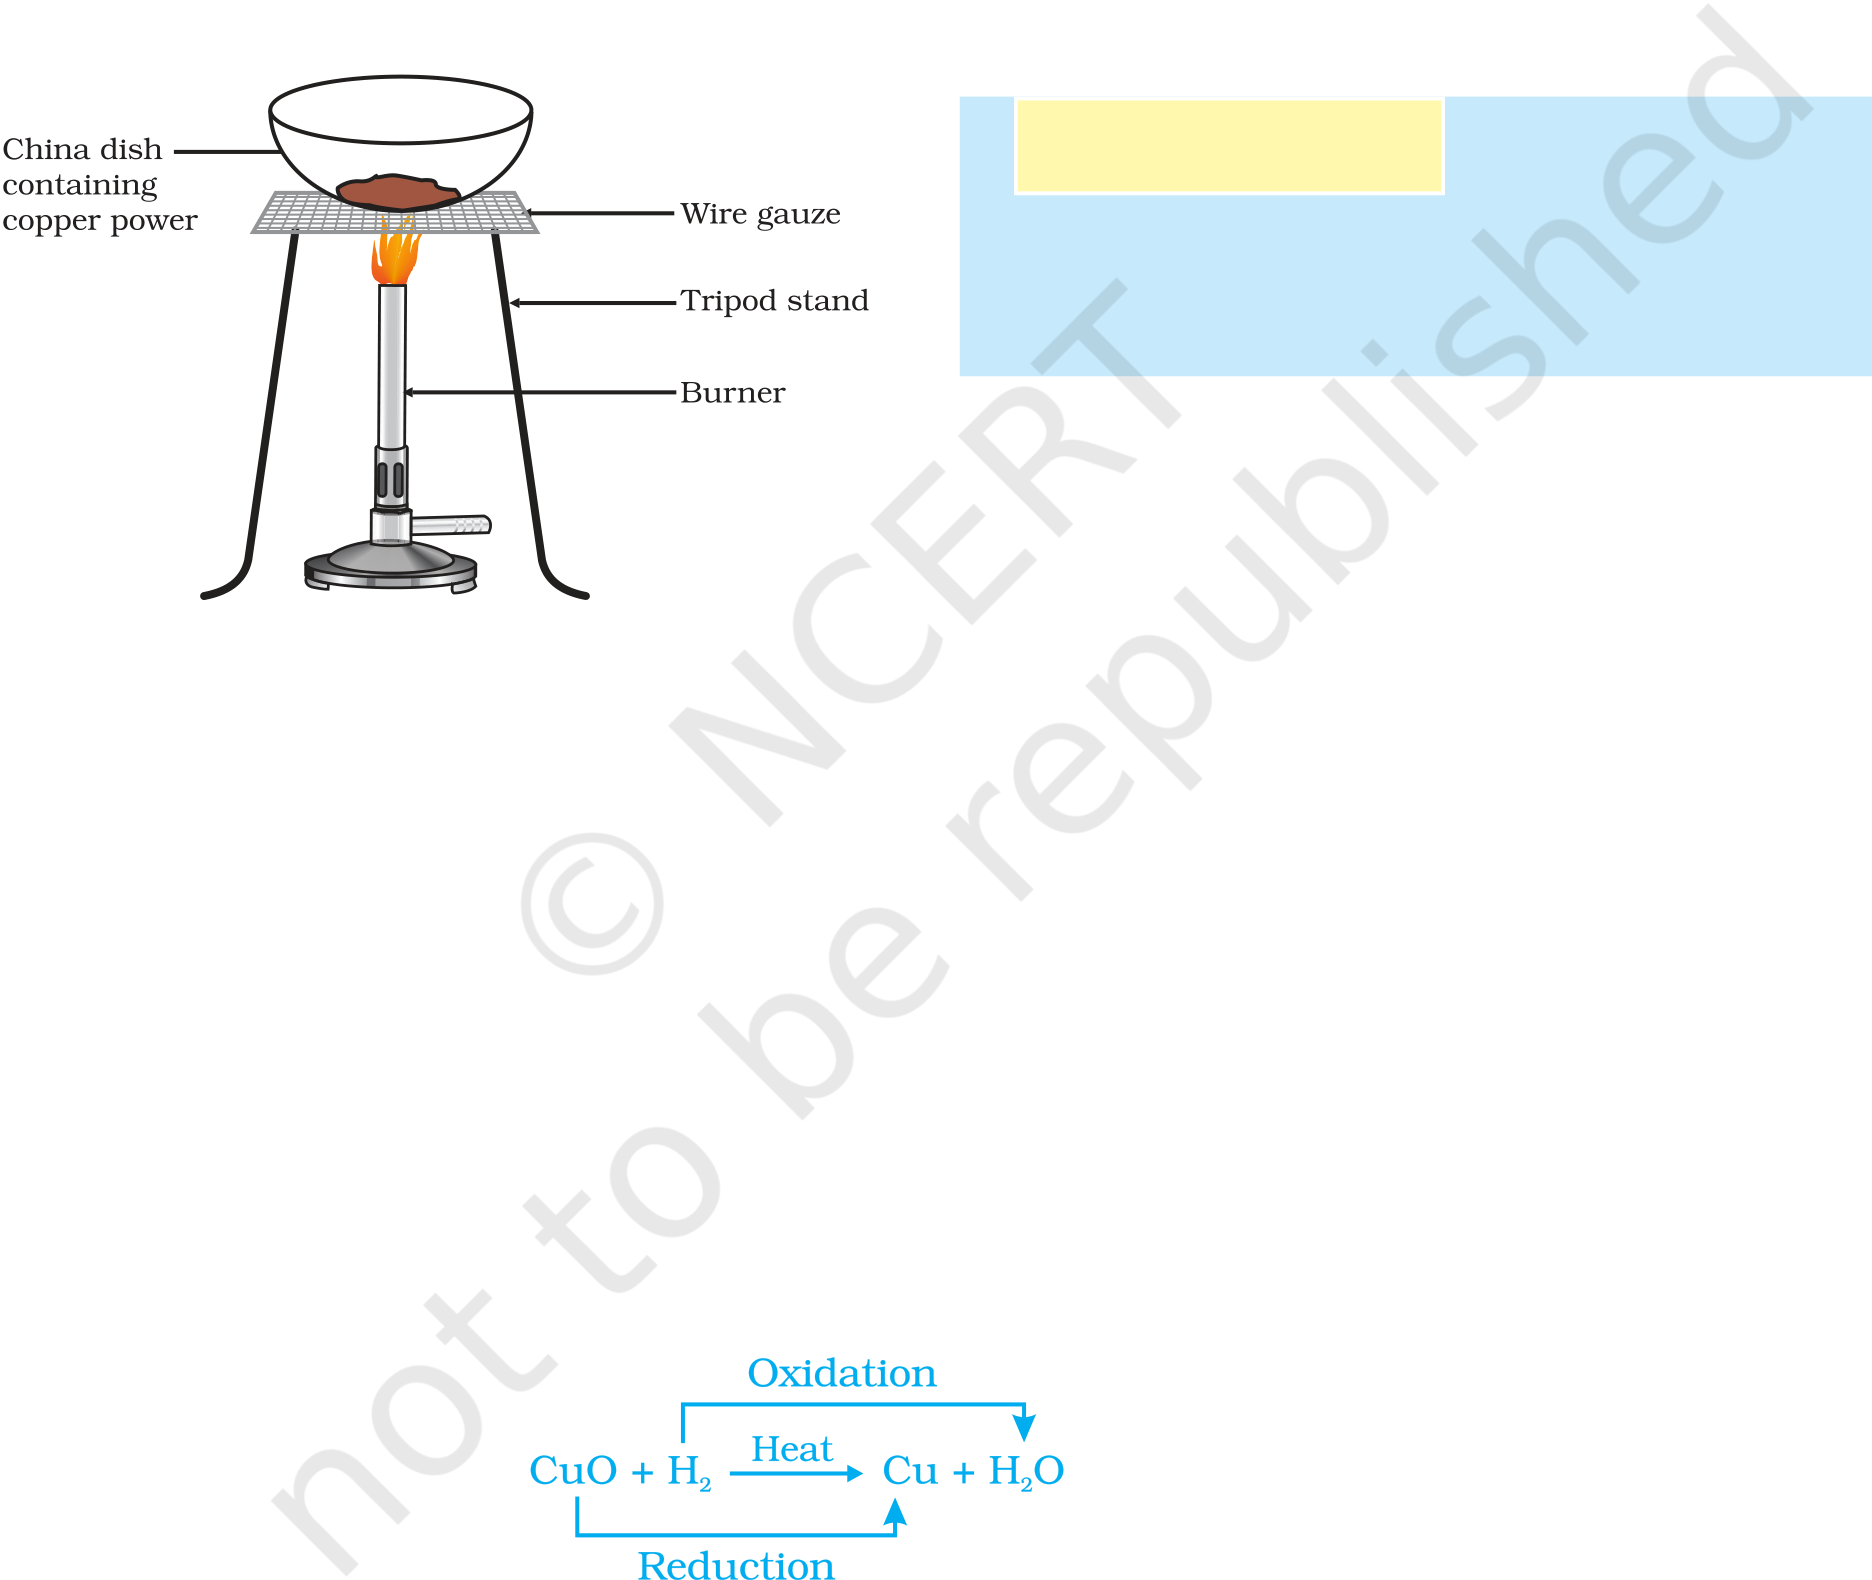 China dish
containing
copper power
Wire gauze
Tripod stand
Burner
© NCERT
not to be republished
Oxidation
Heat
CuO + H₂ → Cu + H₂O
Reduction